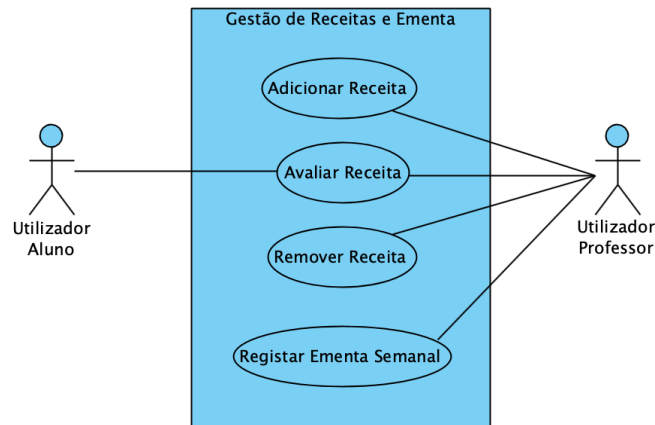 Gestão de Receitas e Ementa
Adicionar Receita
Avaliar Receita
Utilizador
Aluno
Utilizador
Professor
Remover Receita
Registar Ementa Semanal